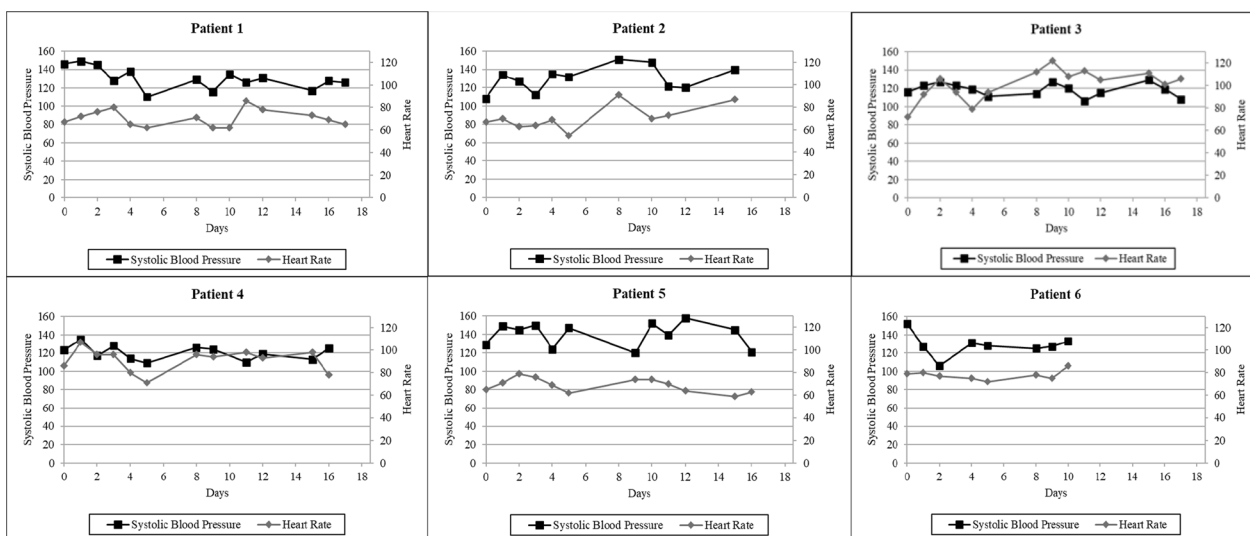 Patient 1
160
140
120
100
80
60
40
20
0
120
100
80
60
40
20
0
Systolic Blood Pressure
Heart Rate
0 2 4 6 8 10 12 14 16 18
Days
Systolic Blood Pressure Heart Rate
Patient 2
160
140
120
100
80
60
40
20
0
120
100
80
60
40
20
0
Systolic Blood Pressure
Heart Rate
0 2 4 6 8 10 12 14 16 18
Days
Systolic Blood Pressure Heart Rate
Patient 3
160
140
120
100
80
60
40
20
0
120
100
80
60
40
20
0
Systolic Blood Pressure
Heart Rate
0 2 4 6 8 10 12 14 16 18
Days
Systolic Blood Pressure Heart Rate
Patient 4
160
140
120
100
80
60
40
20
0
120
100
80
60
40
20
0
Systolic Blood Pressure
Heart Rate
0 2 4 6 8 10 12 14 16 18
Days
Systolic Blood Pressure Heart Rate
Patient 5
160
140
120
100
80
60
40
20
0
120
100
80
60
40
20
0
Systolic Blood Pressure
Heart Rate
0 2 4 6 8 10 12 14 16 18
Days
Systolic Blood Pressure Heart Rate
Patient 6
160
140
120
100
80
60
40
20
0
120
100
80
60
40
20
0
Systolic Blood Pressure
Heart Rate
0 2 4 6 8 10 12 14 16 18
Days
Systolic Blood Pressure Heart Rate